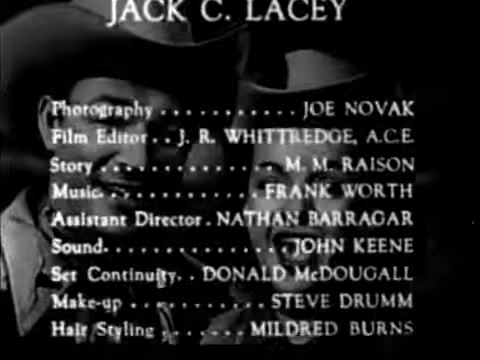 JACK C. LACEY
Photography ........... JOE NOVAK
Film Editor .. J. R. WHITTREDGE, A.C.E.
Story ............... M. M. RAISON
Music............... FRANK WORTH
Assistant Director . NATHAN BARRAGAR
Sound................ JOHN KEENE
Set Continuity.. DONALD McDOUGALL
Make-up .......... STEVE DRUMM
Hair Styling ....... MILDRED BURNS